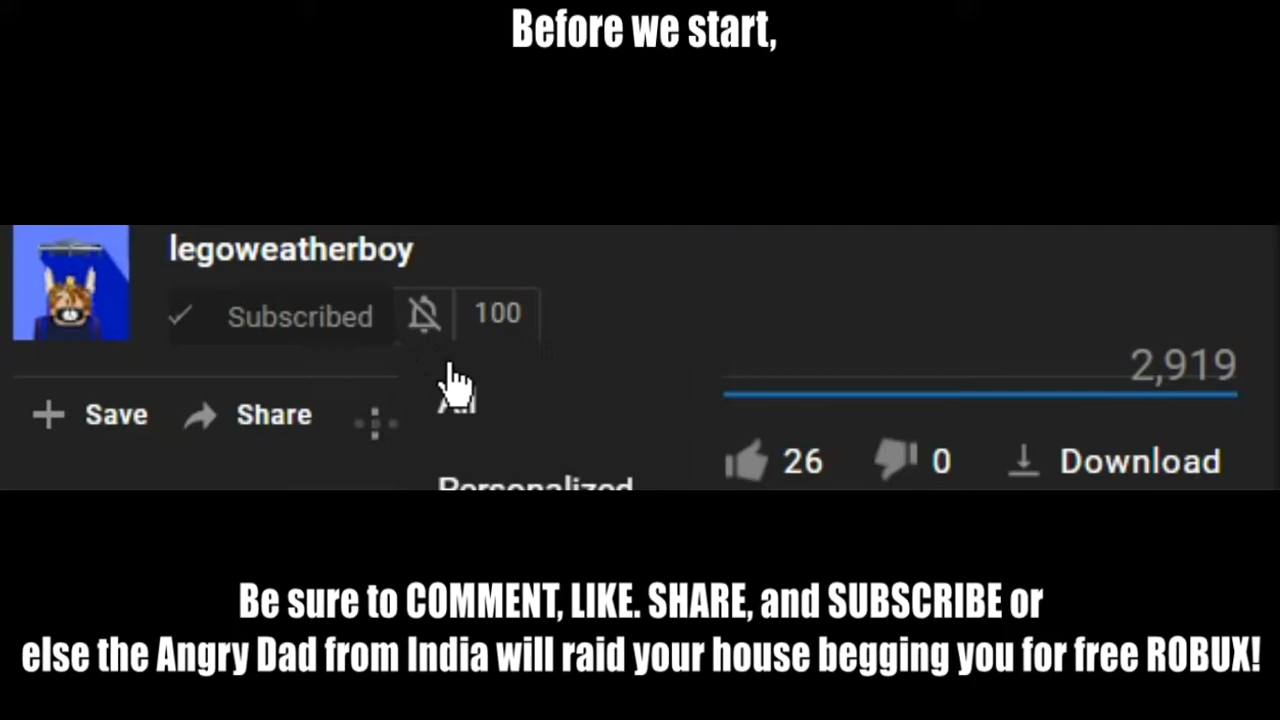 Before we start,
legoweatherboy
Subscribed
100
2,919
Save
Share
Personalized
26
0
Download
Be sure to COMMENT, LIKE. SHARE, and SUBSCRIBE or
else the Angry Dad from India will raid your house begging you for free ROBUX!